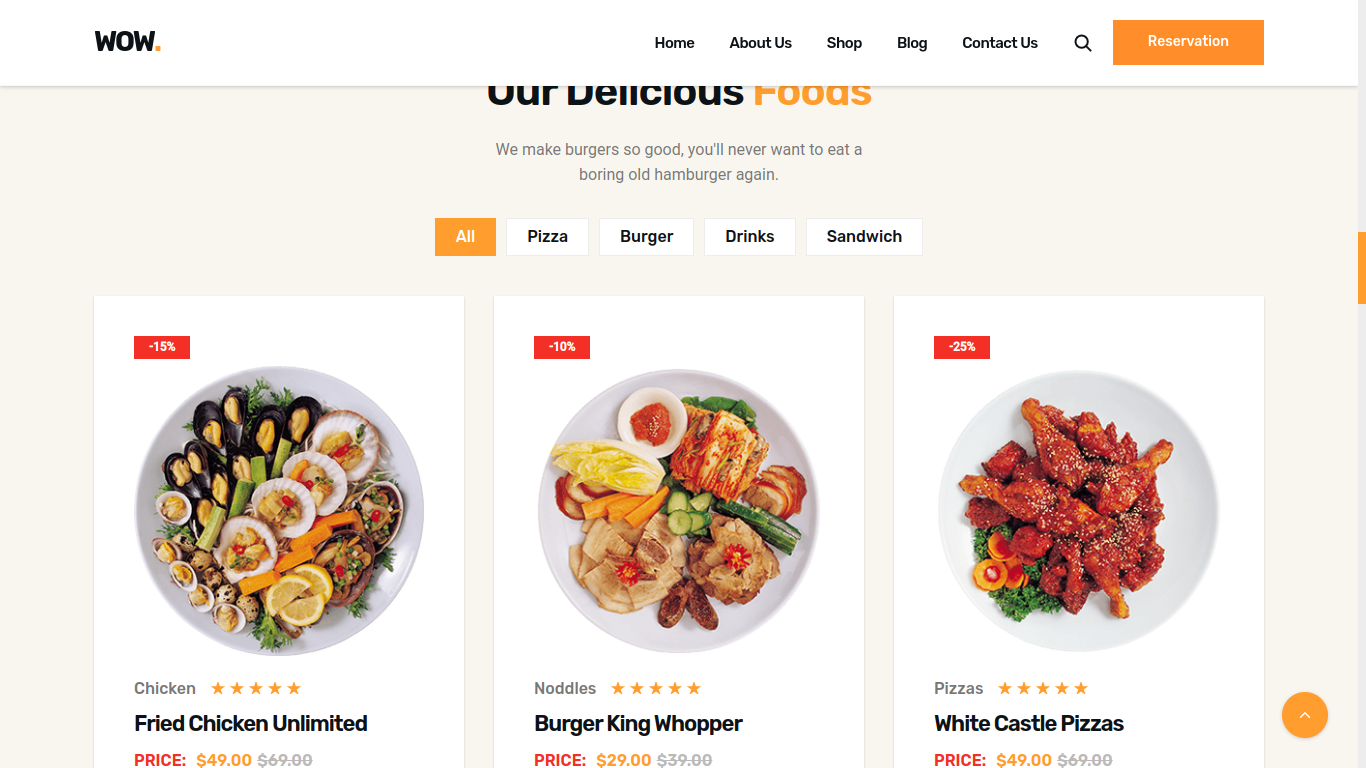 WOW.
Home About Us Shop Blog Contact Us Reservation
Our Delicious Foods
We make burgers so good, you'll never want to eat a
boring old hamburger again.
All Pizza Burger Drinks Sandwich
-15% -10% -25%
Chicken Noddles Pizzas
Fried Chicken Unlimited Burger King Whopper White Castle Pizzas
PRICE: $49.00 $69.00 PRICE: $29.00 $39.00 PRICE: $49.00 $69.00